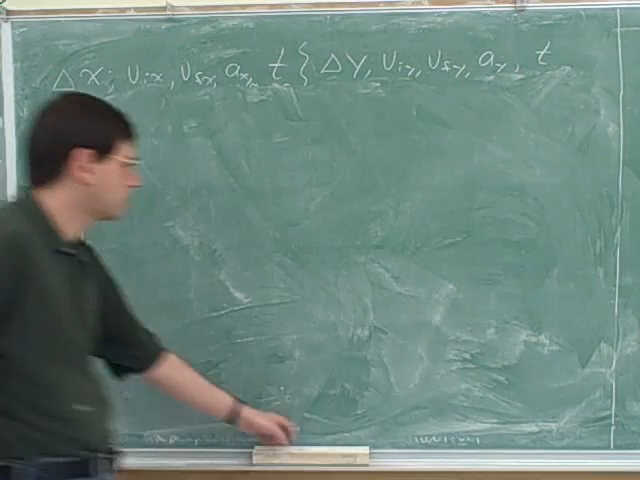 Δx, v_ix, v_fx, a_x, t { Δy, v_iy, v_fy, a_y, t